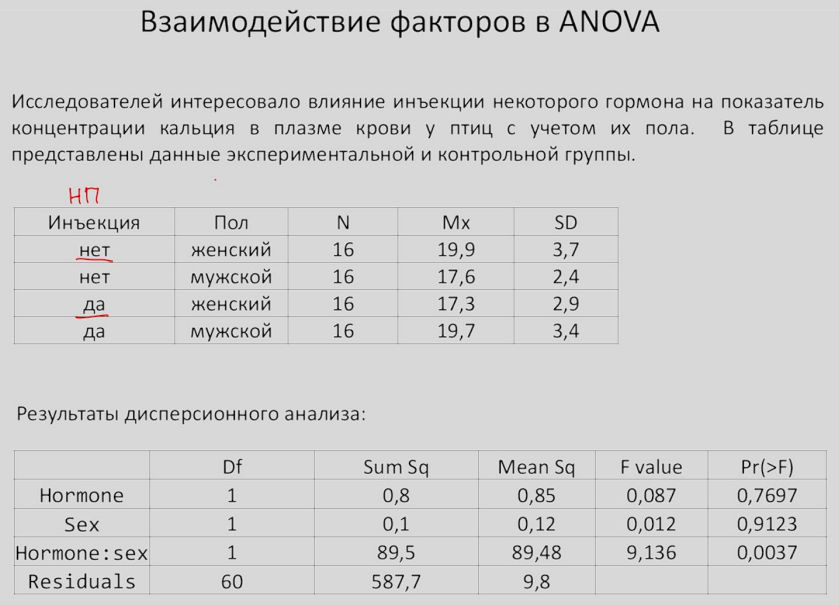 Взаимодействие факторов в ANOVA
Исследователей интересовало влияние инъекции некоторого гормона на показатель
концентрации кальция в плазме крови у птиц с учетом их пола. В таблице
представлены данные экспериментальной и контрольной группы.
НП
Инъекция Пол N Mx SD
нет женский 16 19,9 3,7
нет мужской 16 17,6 2,4
да женский 16 17,3 2,9
да мужской 16 19,7 3,4
Результаты дисперсионного анализа:
Df Sum Sq Mean Sq F value Pr(>F)
Hormone 1 0,8 0,85 0,087 0,7697
Sex 1 0,1 0,12 0,012 0,9123
Hormone:sex 1 89,5 89,48 9,136 0,0037
Residuals 60 587,7 9,8